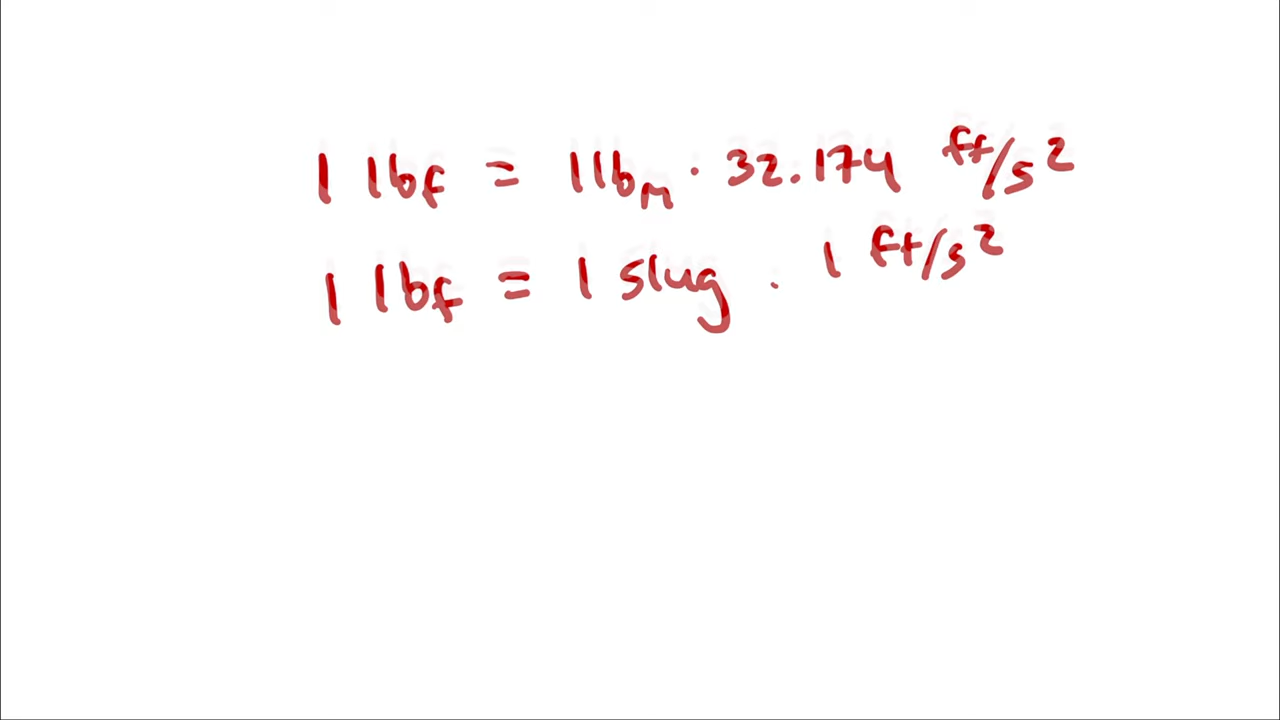 1 lbf = 1 lbm · 32.174 ft/s²
1 lbf = 1 slug · 1 ft/s²